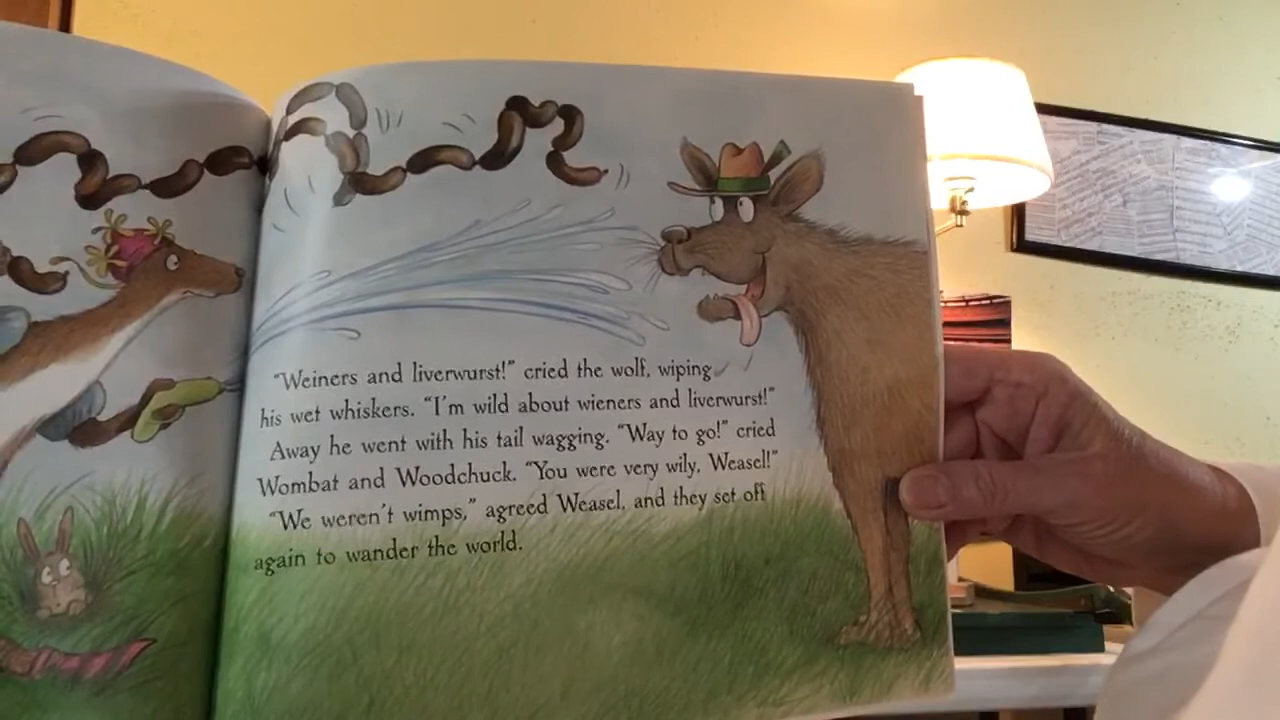 "Weiners and liverwurst!" cried the wolf, wiping
his wet whiskers. "I'm wild about wieners and liverwurst!"
Away he went with his tail wagging. "Way to go!" cried
Wombat and Woodchuck. "You were very wily, Weasel!"
"We weren't wimps," agreed Weasel, and they set off
again to wander the world.